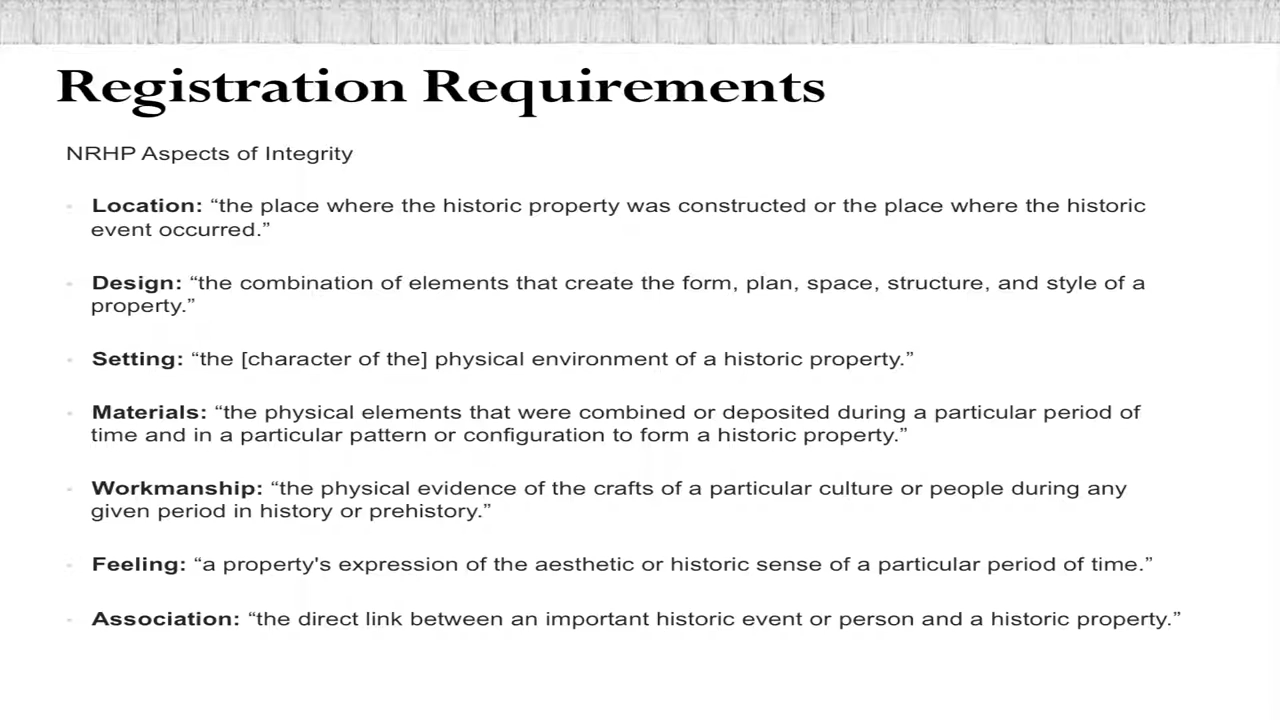 Registration Requirements
NRHP Aspects of Integrity
Location: “the place where the historic property was constructed or the place where the historic
event occurred.”
Design: “the combination of elements that create the form, plan, space, structure, and style of a
property.”
Setting: “the [character of the] physical environment of a historic property.”
Materials: “the physical elements that were combined or deposited during a particular period of
time and in a particular pattern or configuration to form a historic property.”
Workmanship: “the physical evidence of the crafts of a particular culture or people during any
given period in history or prehistory.”
Feeling: “a property's expression of the aesthetic or historic sense of a particular period of time.”
Association: “the direct link between an important historic event or person and a historic property.”